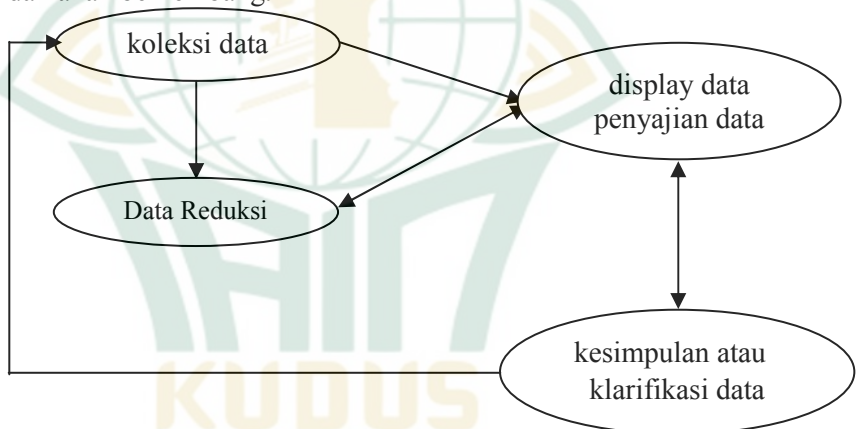 koleksi data
display data
penyajian data
Data Reduksi
kesimpulan atau
klarifikasi data
KUDUS